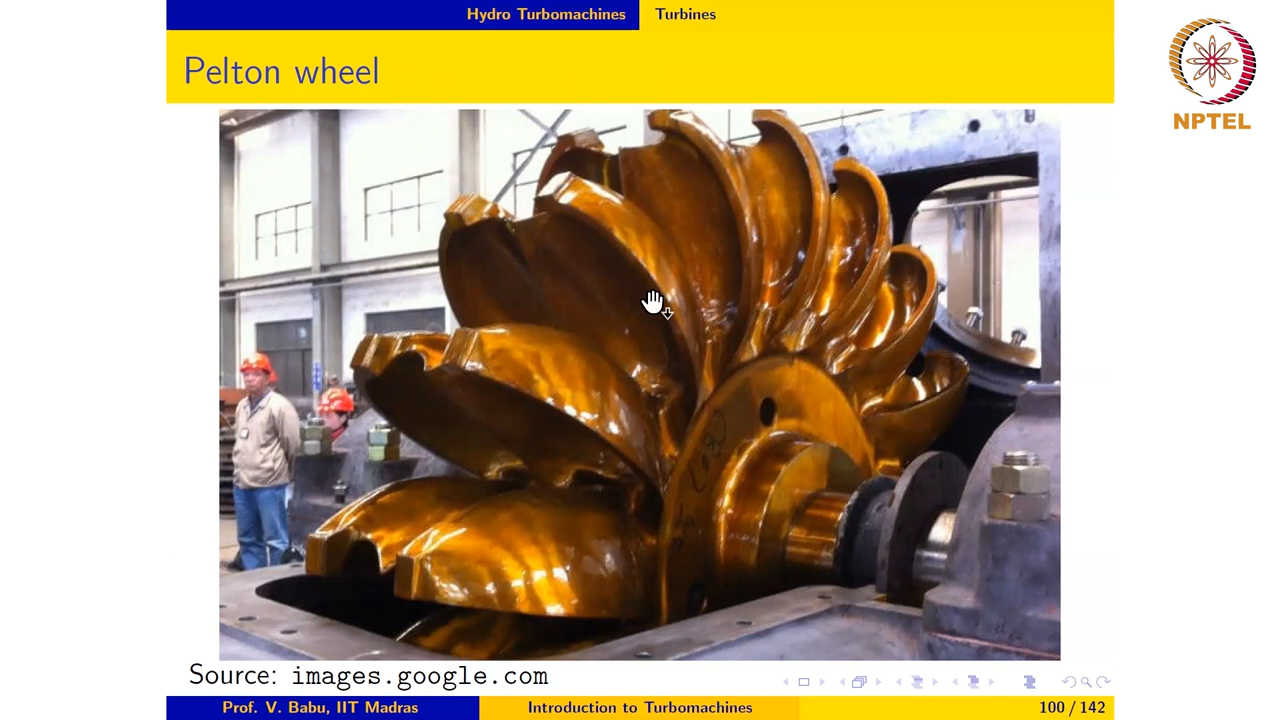 Hydro Turbomachines Turbines
Pelton wheel
NPTEL
Source: images.google.com
Prof. V. Babu, IIT Madras Introduction to Turbomachines 100 / 142